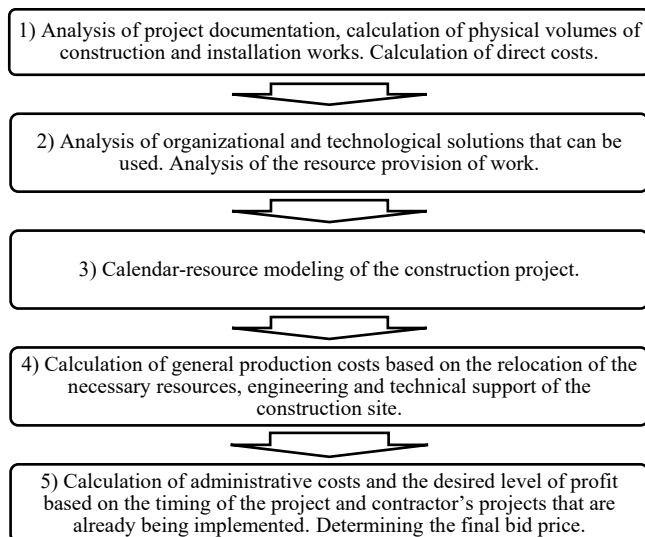 1) Analysis of project documentation, calculation of physical volumes of
construction and installation works. Calculation of direct costs.
2) Analysis of organizational and technological solutions that can be
used. Analysis of the resource provision of work.
3) Calendar-resource modeling of the construction project.
4) Calculation of general production costs based on the relocation of the
necessary resources, engineering and technical support of the
construction site.
5) Calculation of administrative costs and the desired level of profit
based on the timing of the project and contractor’s projects that are
already being implemented. Determining the final bid price.